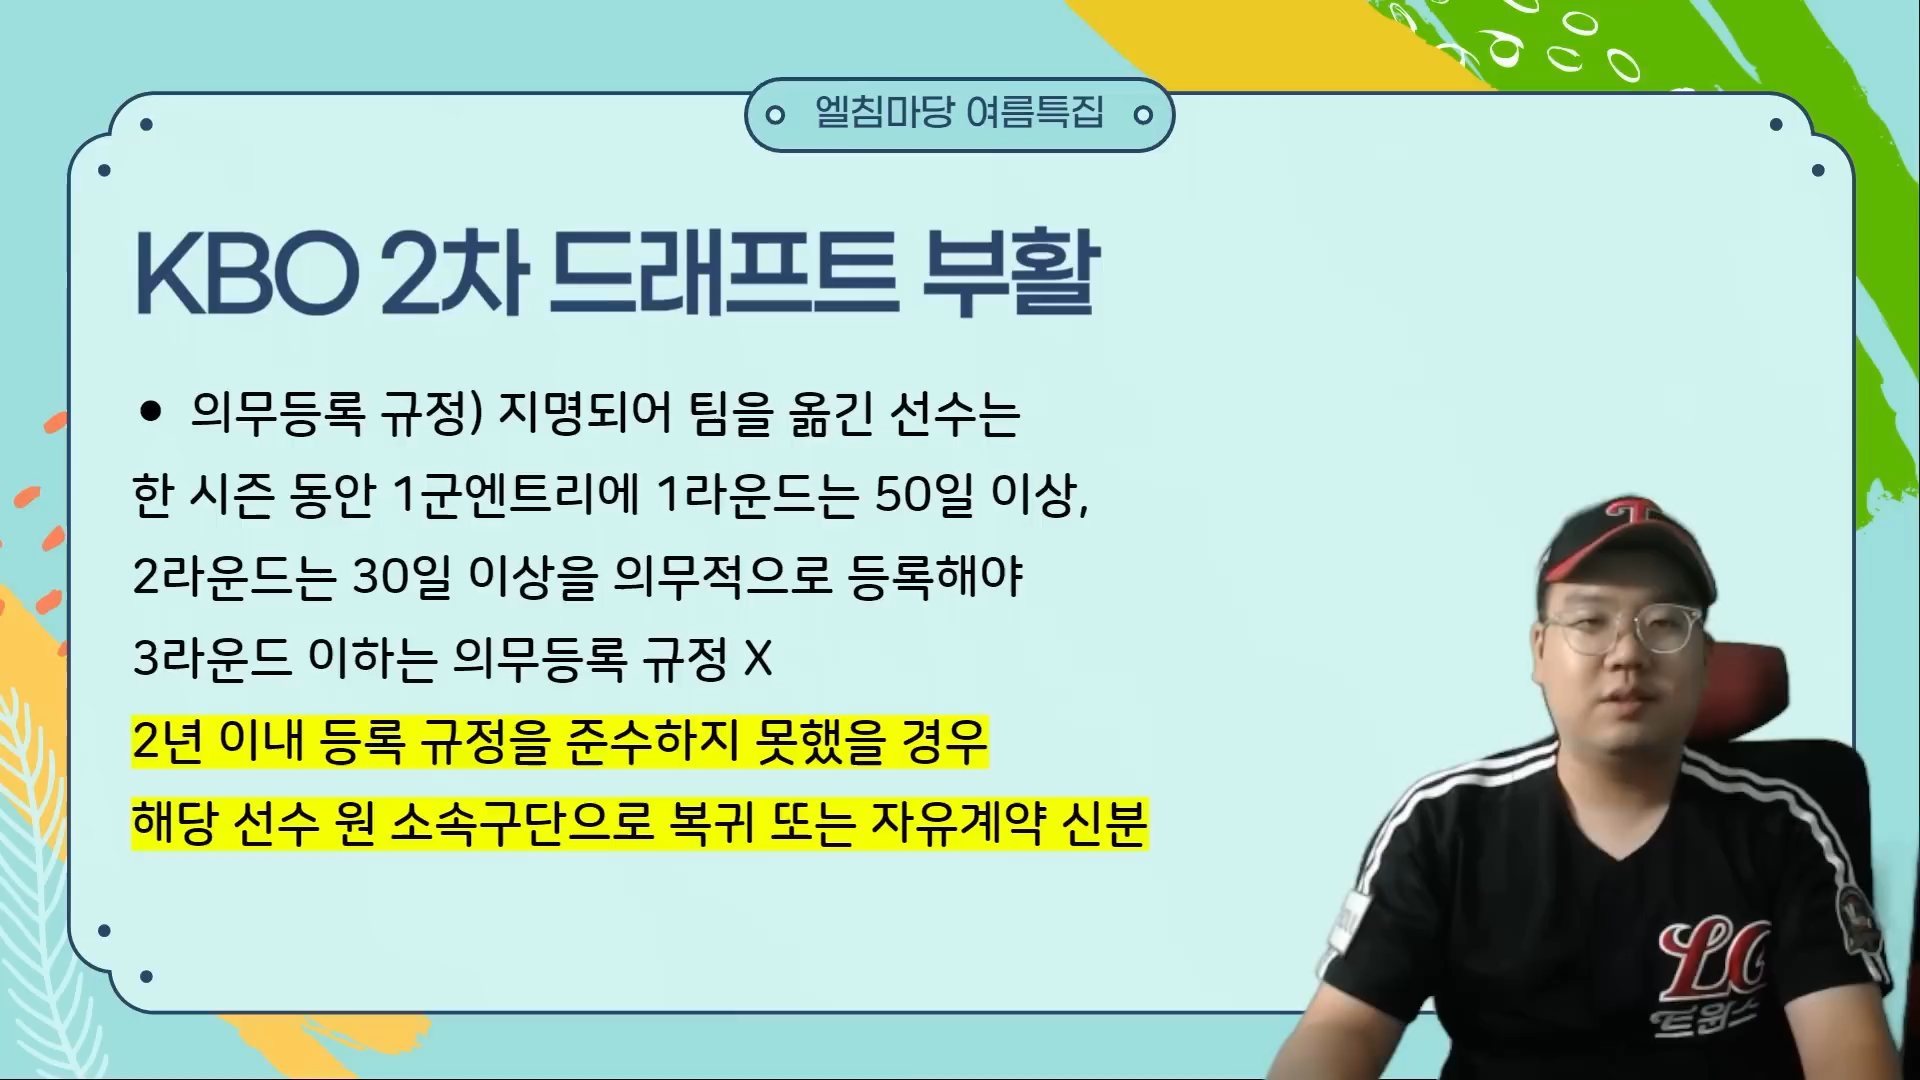 엘침마당 여름특집
KBO 2차 드래프트 부활
• 의무등록 규정) 지명되어 팀을 옮긴 선수는
한 시즌 동안 1군엔트리에 1라운드는 50일 이상,
2라운드는 30일 이상을 의무적으로 등록해야
3라운드 이하는 의무등록 규정 X
2년 이내 등록 규정을 준수하지 못했을 경우
해당 선수 원 소속구단으로 복귀 또는 자유계약 신분
LG
트윈스